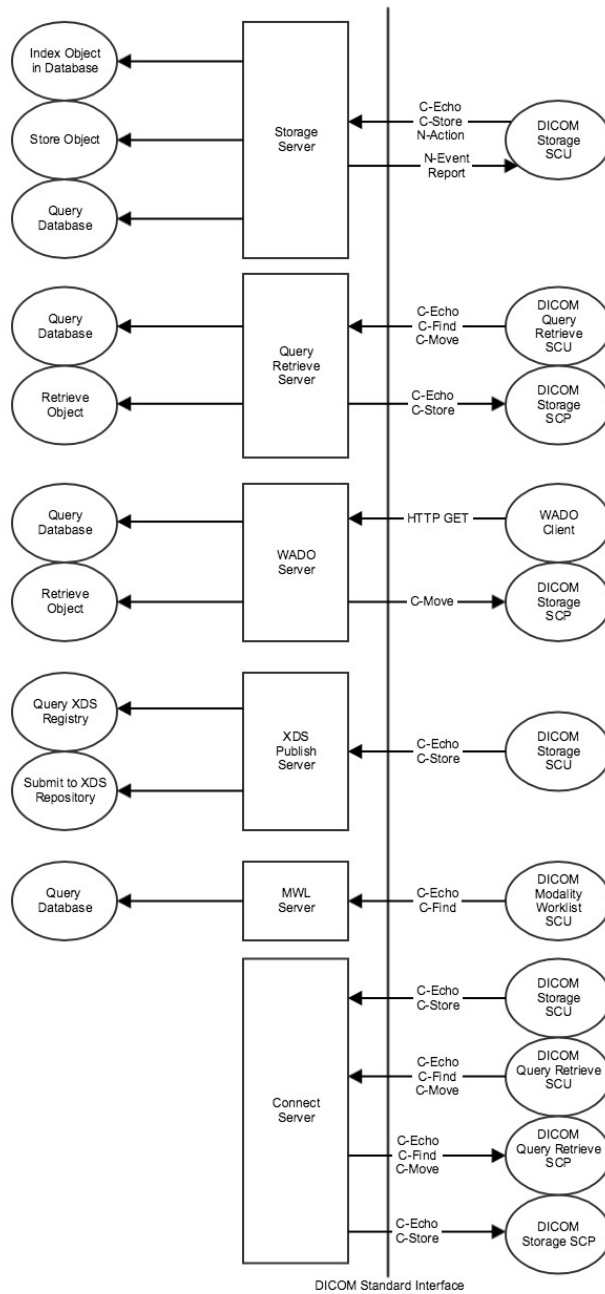 Index Object
in Database
Store Object
Query
Database
Storage
Server
C-Echo
C-Store
N-Action
N-Event
Report
DICOM
Storage
SCU
Query
Database
Retrieve
Object
Query
Retrieve
Server
C-Echo
C-Find
C-Move
C-Echo
C-Store
DICOM
Query
Retrieve
SCU
DICOM
Storage
SCP
Query
Database
Retrieve
Object
WADO
Server
HTTP GET
C-Move
WADO
Client
DICOM
Storage
SCP
Query XDS
Registry
Submit to XDS
Repository
XDS
Publish
Server
C-Echo
C-Store
DICOM
Storage
SCU
Query
Database
MWL
Server
C-Echo
C-Find
DICOM
Modality
Worklist
SCU
Connect
Server
C-Echo
C-Store
DICOM
Storage
SCU
C-Echo
C-Find
C-Move
DICOM
Query Retrieve
SCU
C-Echo
C-Find
C-Move
DICOM
Query Retrieve
SCP
C-Echo
C-Store
DICOM
Storage SCP
DICOM Standard Interface